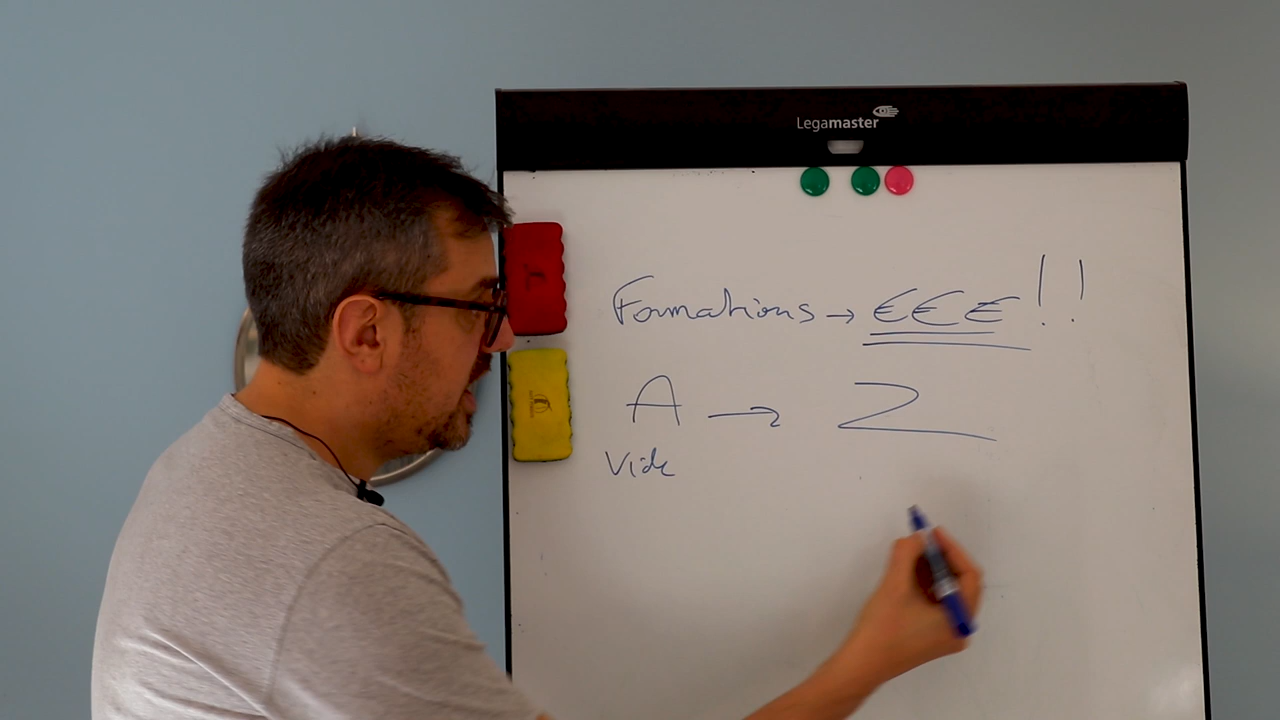 Legamaster
Formations → €€€ !!
A → Z
Vide